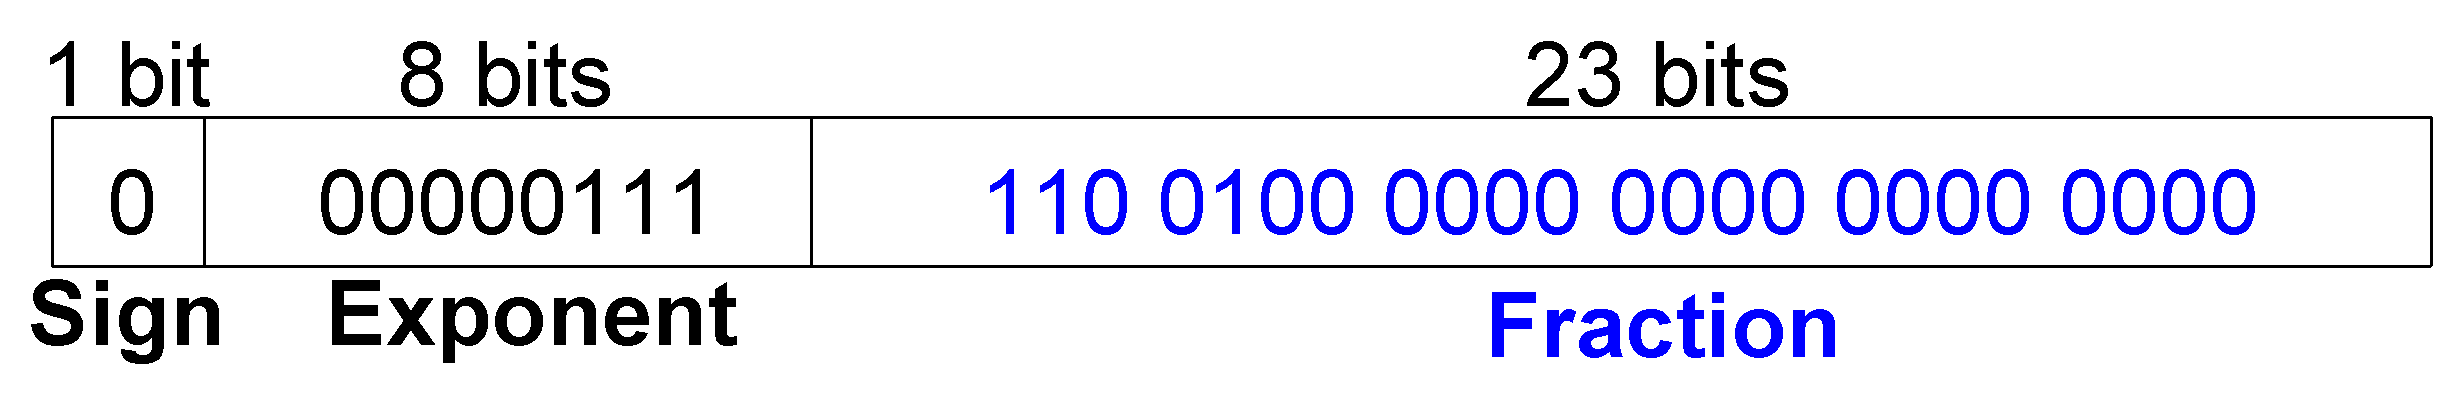 1 bit 8 bits 23 bits
0 00000111 110 0100 0000 0000 0000 0000
Sign Exponent Fraction